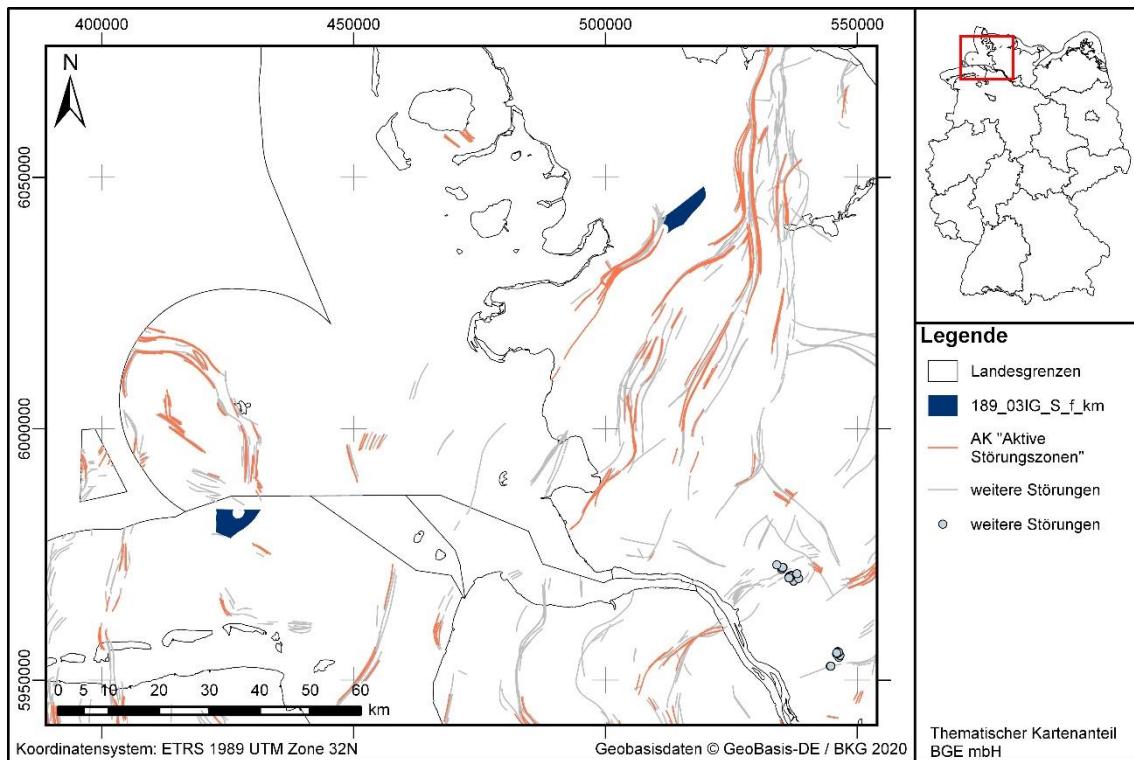 400000 450000 500000 550000
N
6050000
6000000
5950000
0 5 10 20 30 40 50 60
km
Koordinatensystem: ETRS 1989 UTM Zone 32N
Geobasisdaten © GeoBasis-DE / BKG 2020
Legende
Landesgrenzen
189_03IG_S_f_km
AK "Aktive
Störungszonen"
weitere Störungen
weitere Störungen
Thematischer Kartenanteil
BGE mbH